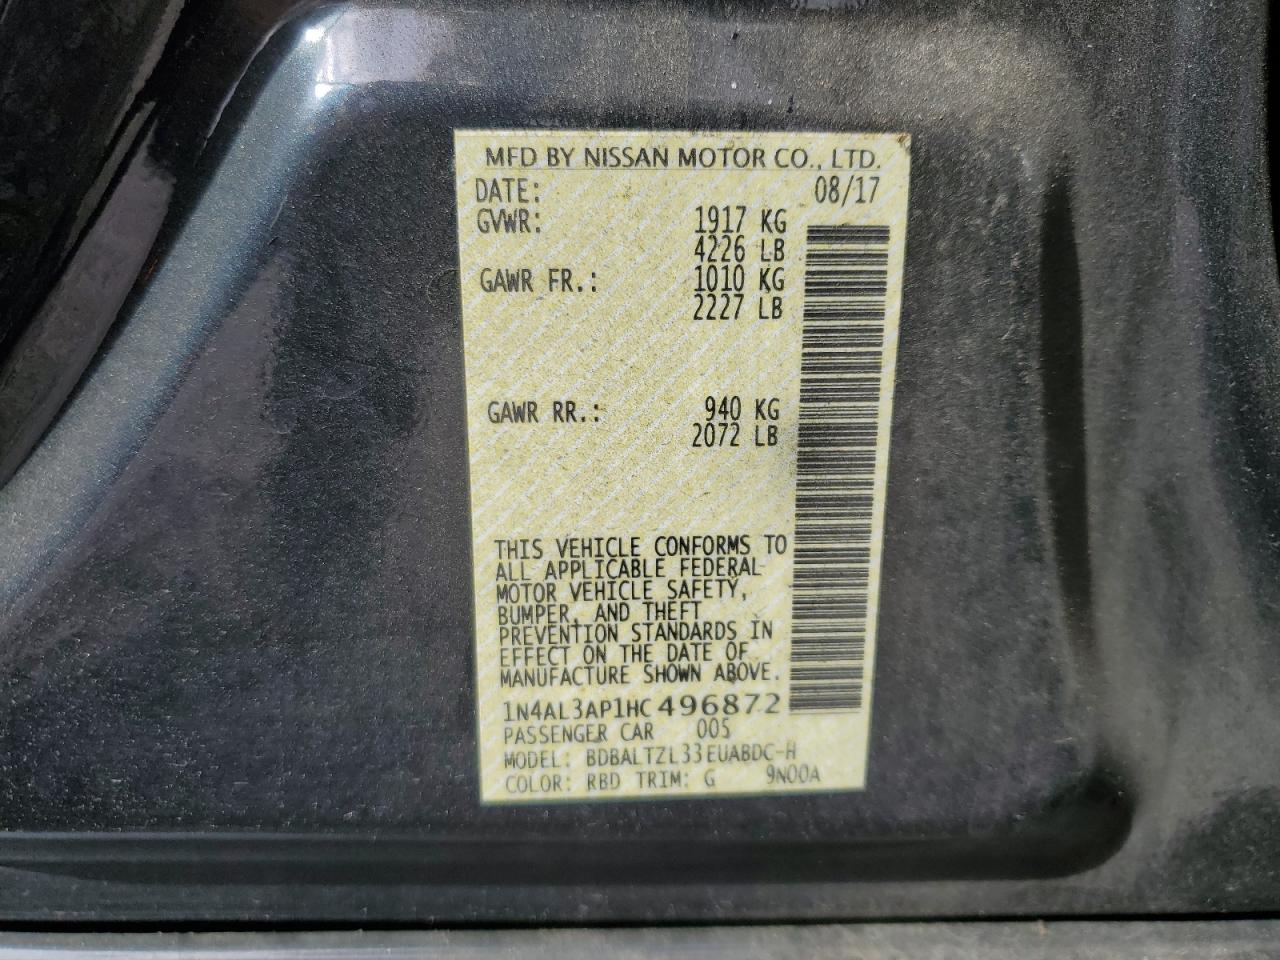 MFD BY NISSAN MOTOR CO., LTD.
DATE: 08/17
GVWR: 1917 KG
4226 LB
GAWR FR.: 1010 KG
2227 LB
GAWR RR.: 940 KG
2072 LB
THIS VEHICLE CONFORMS TO
ALL APPLICABLE FEDERAL
MOTOR VEHICLE SAFETY,
BUMPER, AND THEFT
PREVENTION STANDARDS IN
EFFECT ON THE DATE OF
MANUFACTURE SHOWN ABOVE.
1N4AL3AP1HC496872
PASSENGER CAR 005
MODEL: BDBALTZL33EUABDC-H
COLOR: RBD TRIM: G 9N00A